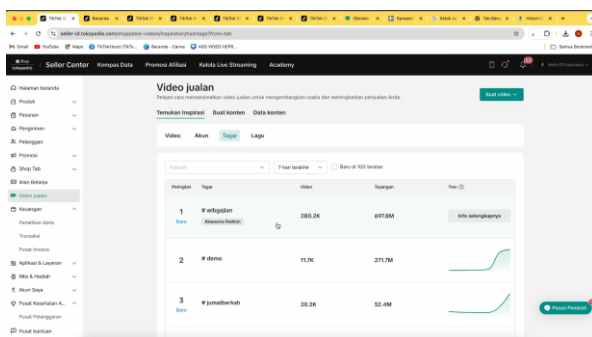 seller-id.tokopedia.com/shoppable-videos/inspiration/hashtags?from=tab
Gmail YouTube Maps Beranda - Canva
Seller Center Kompas Data Promosi Afiliasi Kelola Live Streaming Academy
Halaman beranda
Produk
Pesanan
Pengiriman
Pelanggan
Promosi
Shop Tab
Iklan Belanja
Video jualan
Keuangan
Penarikan dana
Transaksi
Pusat Invoice
Aplikasi & Layanan
Misi & Hadiah
Akun Saya
Pusat Kesehatan A...
Pusat Pelanggaran
Pusat bantuan
Video jualan
Pelajari cara memaksimalkan video jualan untuk mengembangkan usaha dan meningkatkan penjualan Anda.
Buat video
Temukan inspirasi Buat konten Data konten
Video Akun Tagar Lagu
Industri 7 hari terakhir Baru di 100 teratas
Peringkat Tagar Video Tayangan Tren
1 # wibgajian 280.2K 697.8M Info selengkapnya
Baru Aksesoris Fashion
2 # demo 11.7K 271.7M
3 # jumatberkah 20.2K 52.4M
Baru
Pesan Pembeli